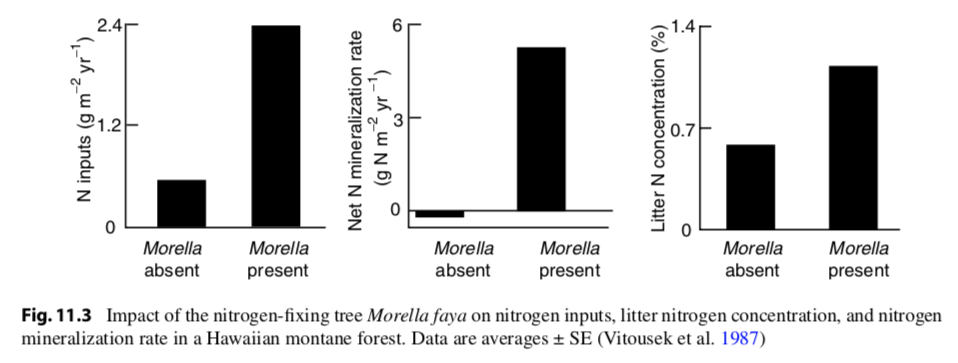 N inputs (g m⁻² yr⁻¹)
2.4
1.2
0
Morella
absent
Morella
present
Net N mineralization rate
(g N m⁻² yr⁻¹)
6
3
0
Morella
absent
Morella
present
Litter N concentration (%)
1.4
0.7
0
Morella
absent
Morella
present
Fig. 11.3 Impact of the nitrogen-fixing tree Morella faya on nitrogen inputs, litter nitrogen concentration, and nitrogen
mineralization rate in a Hawaiian montane forest. Data are averages ± SE (Vitousek et al. 1987)